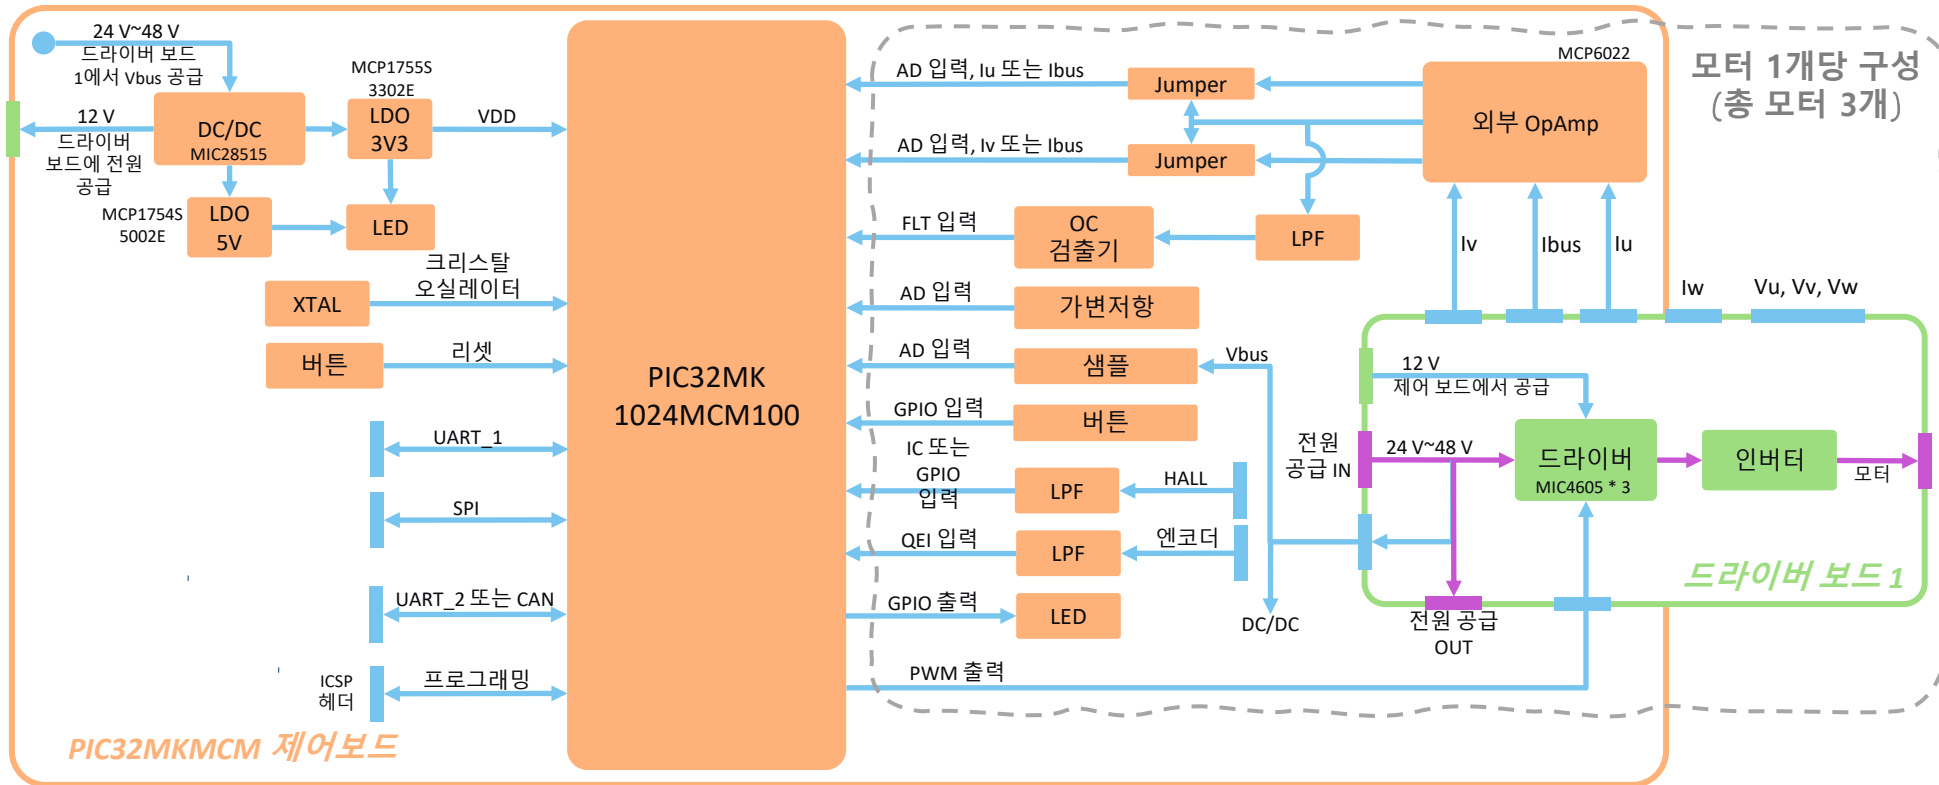 24 V~48 V
드라이버 보드
1에서 Vbus 공급
12 V
드라이버
보드에 전원
공급
DC/DC
MIC28515
MCP1755S
3302E
LDO
3V3
VDD
MCP1754S
5002E
LDO
5V
LED
XTAL
크리스탈
오실레이터
버튼
리셋
UART_1
SPI
UART_2 또는 CAN
ICSP
헤더
프로그래밍
PIC32MKMCM 제어보드
PIC32MK
1024MCM100
AD 입력, Iu 또는 Ibus
Jumper
AD 입력, Iv 또는 Ibus
Jumper
MCP6022
외부 OpAmp
모터 1개당 구성
(총 모터 3개)
FLT 입력
OC
검출기
LPF
Iv
Ibus
Iu
Iw
Vu, Vv, Vw
AD 입력
가변저항
AD 입력
샘플
Vbus
GPIO 입력
버튼
IC 또는
GPIO
입력
LPF
HALL
QEI 입력
LPF
엔코더
GPIO 출력
LED
DC/DC
PWM 출력
12 V
제어 보드에서 공급
전원
공급 IN
24 V~48 V
드라이버
MIC4605 * 3
인버터
모터
드라이버 보드 1
전원 공급
OUT